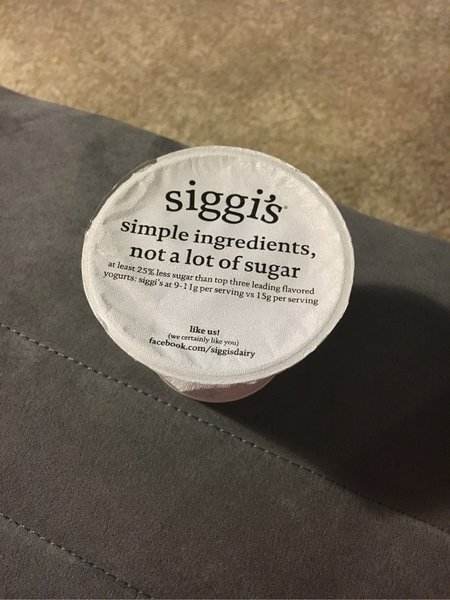 siggi's®
simple ingredients,
not a lot of sugar
at least 25% less sugar than top three leading flavored
yogurts: siggi's at 9-11g per serving vs 15g per serving
like us!
(we certainly like you)
facebook.com/siggisdairy